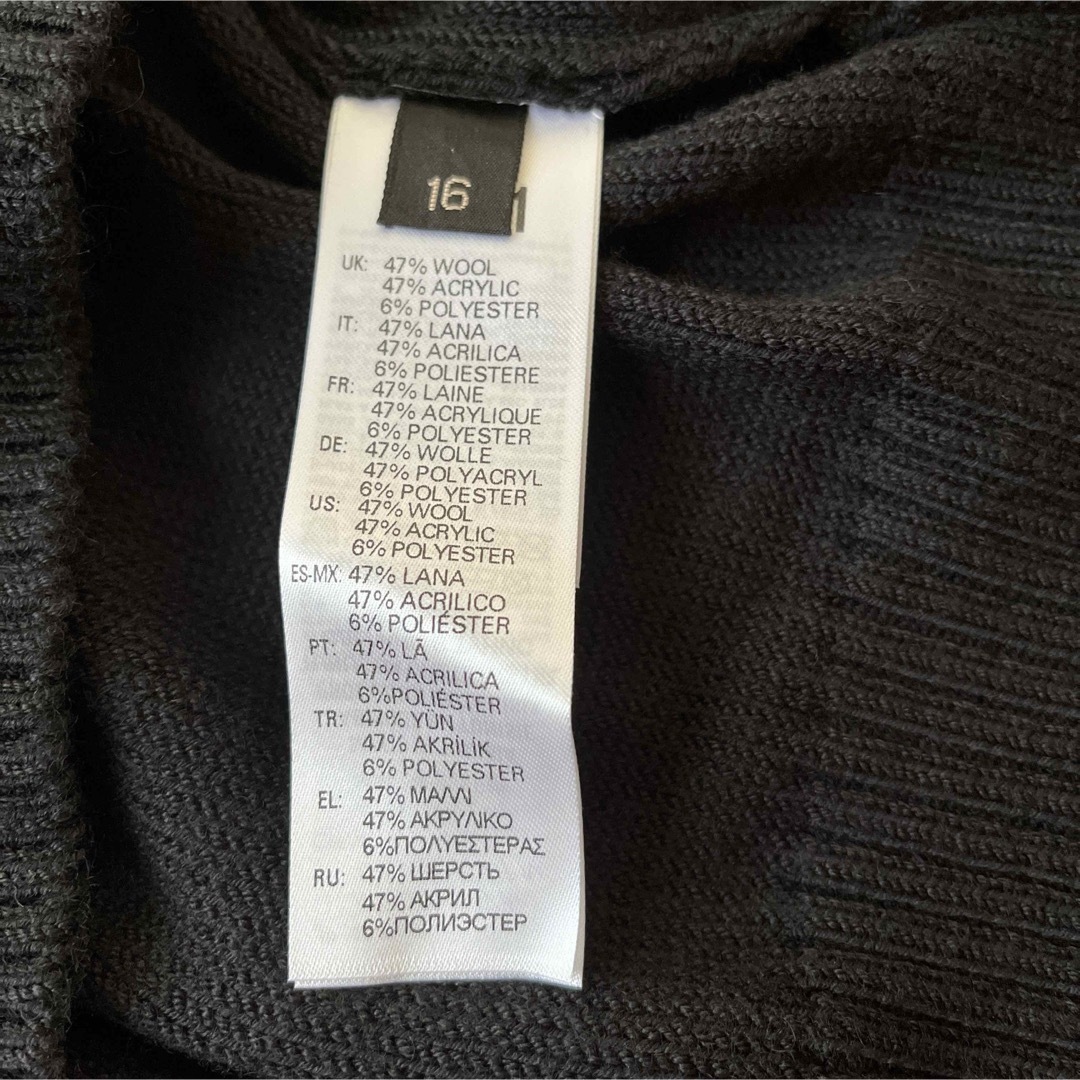 16
1
UK: 47% WOOL
47% ACRYLIC
6% POLYESTER
IT: 47% LANA
47% ACRILICA
6% POLIESTERE
FR: 47% LAINE
47% ACRYLIQUE
6% POLYESTER
DE: 47% WOLLE
47% POLYACRYL
6% POLYESTER
US: 47% WOOL
47% ACRYLIC
6% POLYESTER
ES-MX: 47% LANA
47% ACRILICO
6% POLIÉSTER
PT: 47% LÃ
47% ACRILICA
6%POLIÉSTER
TR: 47% YÜN
47% AKRİLİK
6% POLYESTER
EL: 47% ΜΑΛΛΙ
47% ΑΚΡΥΛΙΚΟ
6%ΠΟΛΥΕΣΤΕΡΑΣ
RU: 47% ШЕРСТЬ
47% АКРИЛ
6%ПОЛИЭСТЕР